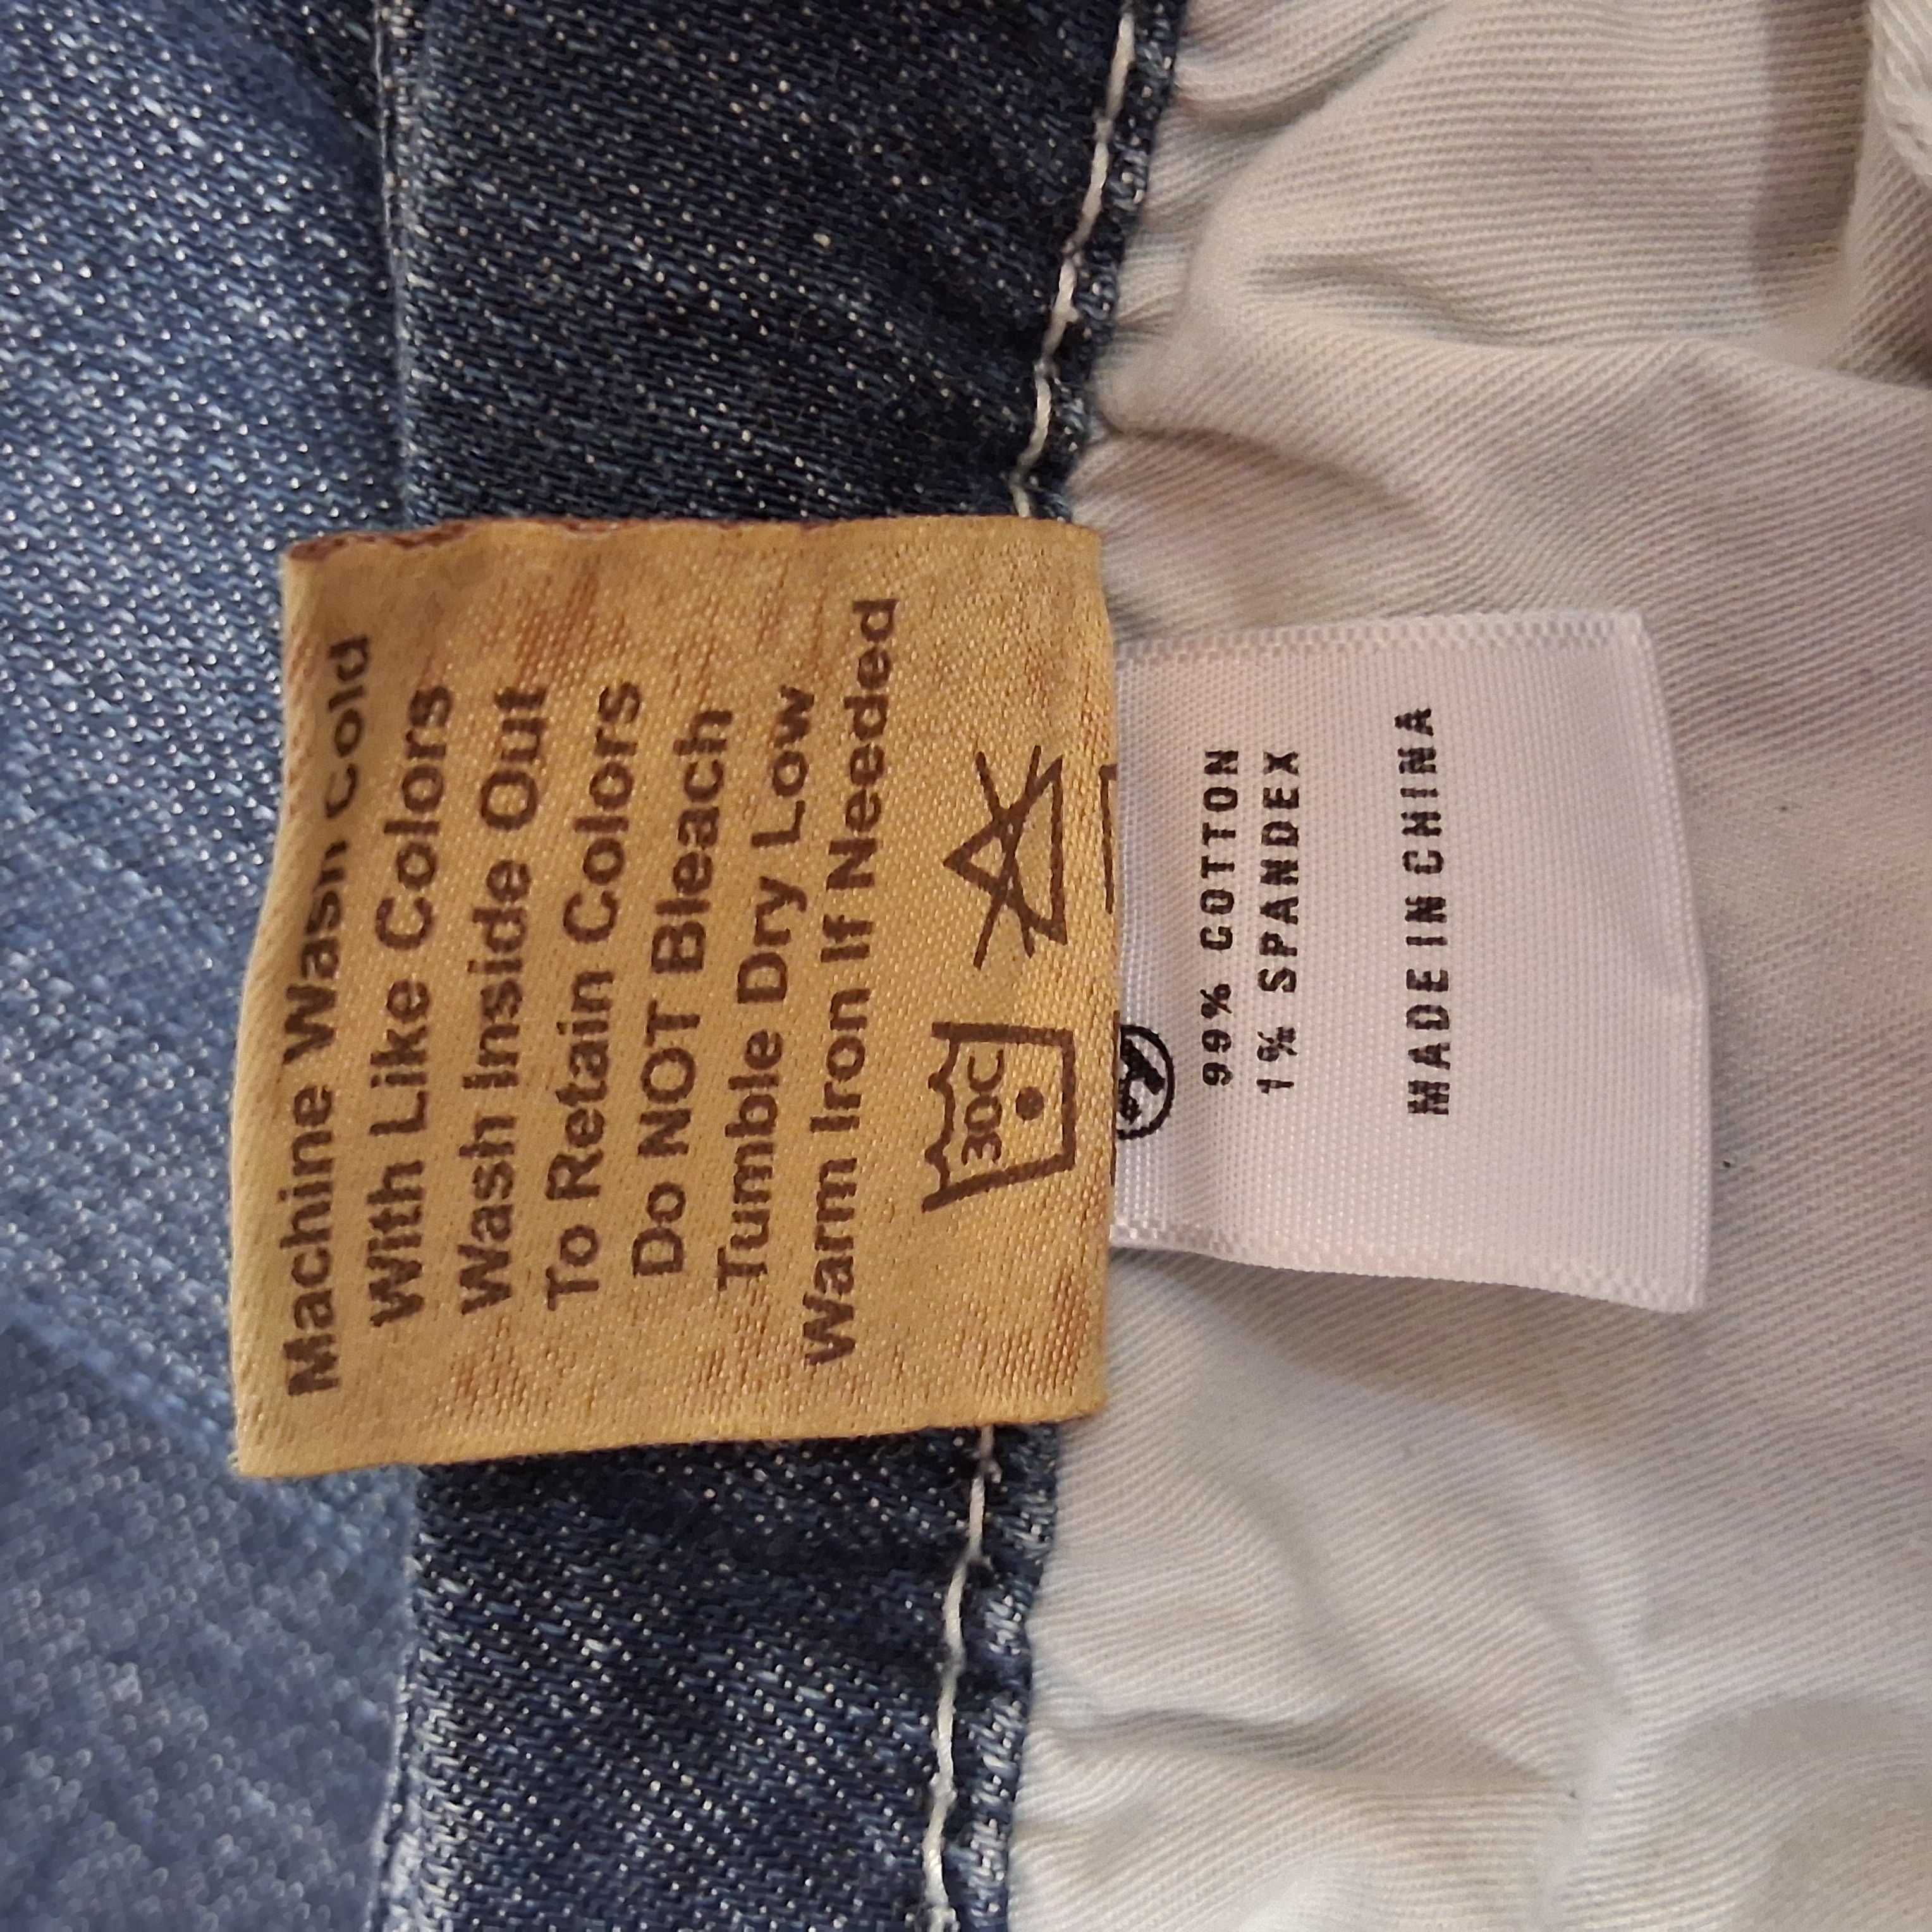 Machine Wash Cold
With Like Colors
Wash Inside Out
To Retain Colors
Do NOT Bleach
Tumble Dry Low
Warm Iron If Needed
30C
99% COTTON
1% SPANDEX
MADE IN CHINA